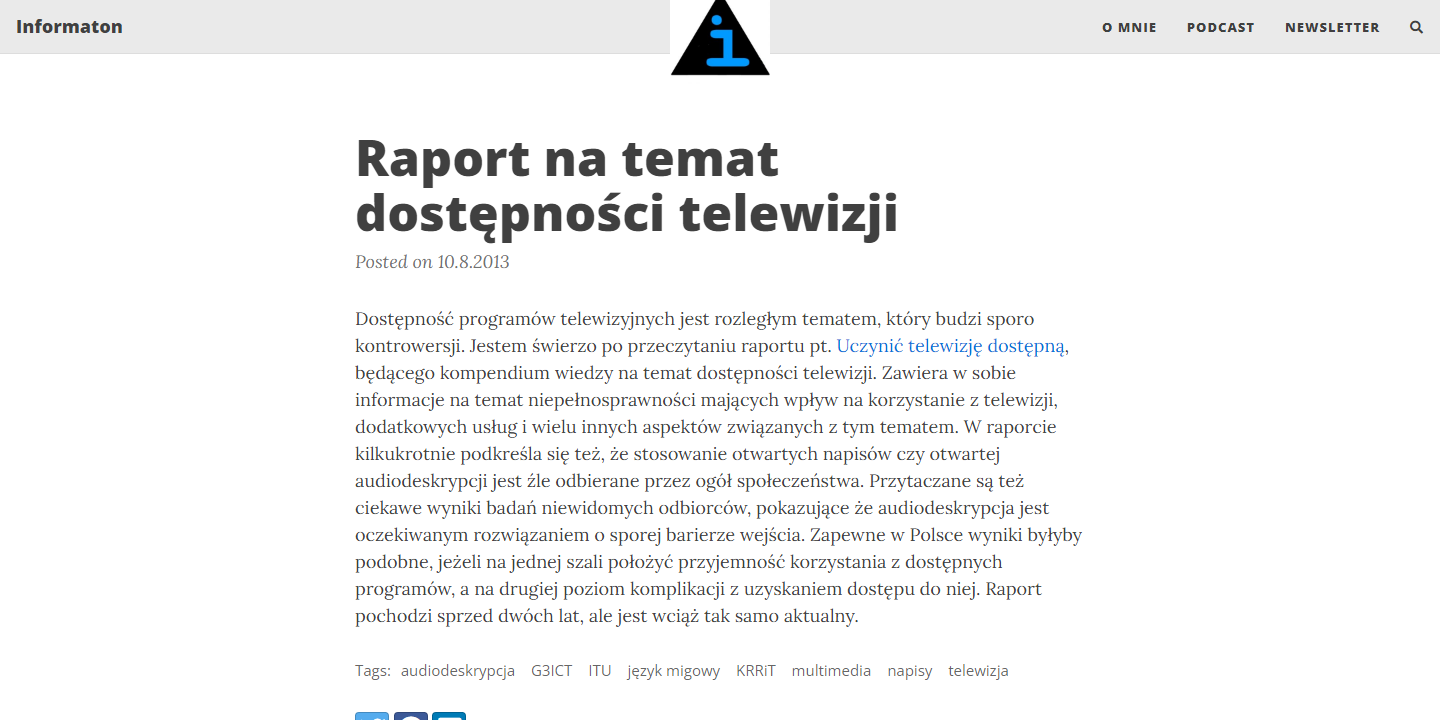 Informaton
i
O MNIE
PODCAST
NEWSLETTER
Raport na temat
dostępności telewizji
Posted on 10.8.2013
Dostępność programów telewizyjnych jest rozległym tematem, który budzi sporo
kontrowersji. Jestem świerzo po przeczytaniu raportu pt. Uczynić telewizję dostępną,
będącego kompendium wiedzy na temat dostępności telewizji. Zawiera w sobie
informacje na temat niepełnosprawności mających wpływ na korzystanie z telewizji,
dodatkowych usług i wielu innych aspektów związanych z tym tematem. W raporcie
kilkukrotnie podkreśla się też, że stosowanie otwartych napisów czy otwartej
audiodeskrypcji jest źle odbierane przez ogół społeczeństwa. Przytaczane są też
ciekawe wyniki badań niewidomych odbiorców, pokazujące że audiodeskrypcja jest
oczekiwanym rozwiązaniem o sporej barierze wejścia. Zapewne w Polsce wyniki byłyby
podobne, jeżeli na jednej szali położyć przyjemność korzystania z dostępnych
programów, a na drugiej poziom komplikacji z uzyskaniem dostępu do niej. Raport
pochodzi sprzed dwóch lat, ale jest wciąż tak samo aktualny.
Tags: audiodeskrypcja G3ICT ITU język migowy KRRiT multimedia napisy telewizja